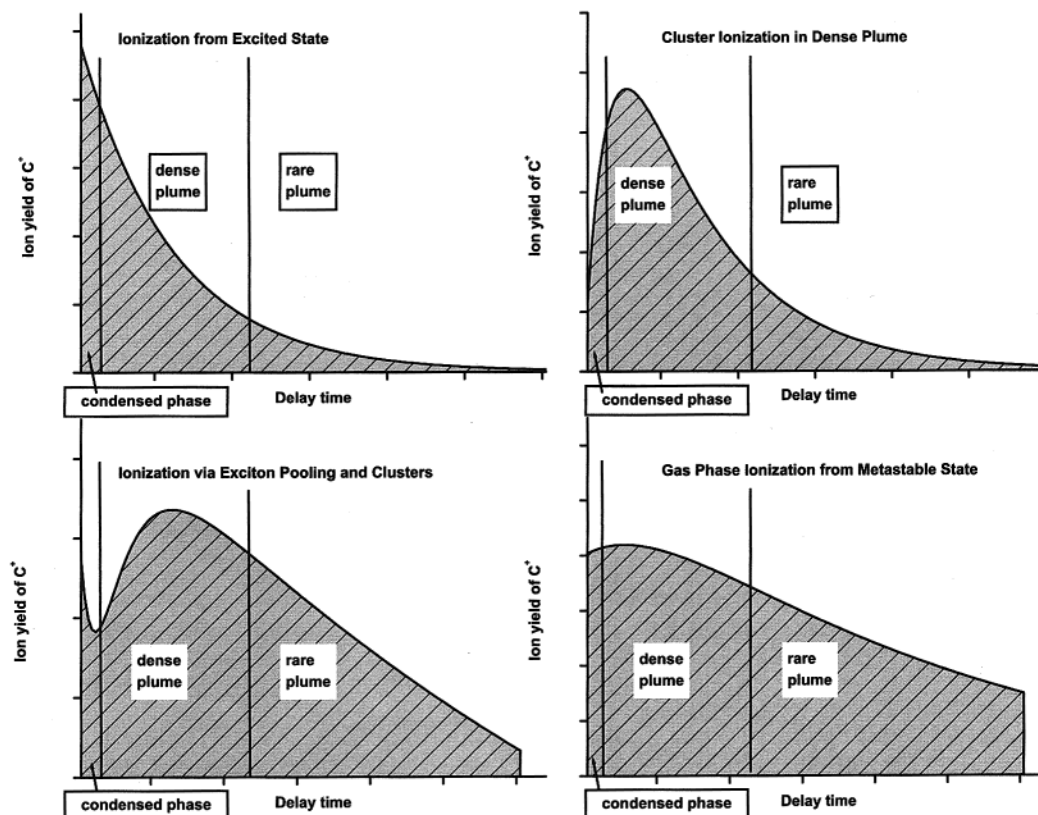 Ionization from Excited State
Ion yield of C⁺
dense
plume
rare
plume
condensed phase
Delay time
Cluster Ionization in Dense Plume
Ion yield of C⁺
dense
plume
rare
plume
condensed phase
Delay time
Ionization via Exciton Pooling and Clusters
Ion yield of C⁺
dense
plume
rare
plume
condensed phase
Delay time
Gas Phase Ionization from Metastable State
Ion yield of C⁺
dense
plume
rare
plume
condensed phase
Delay time